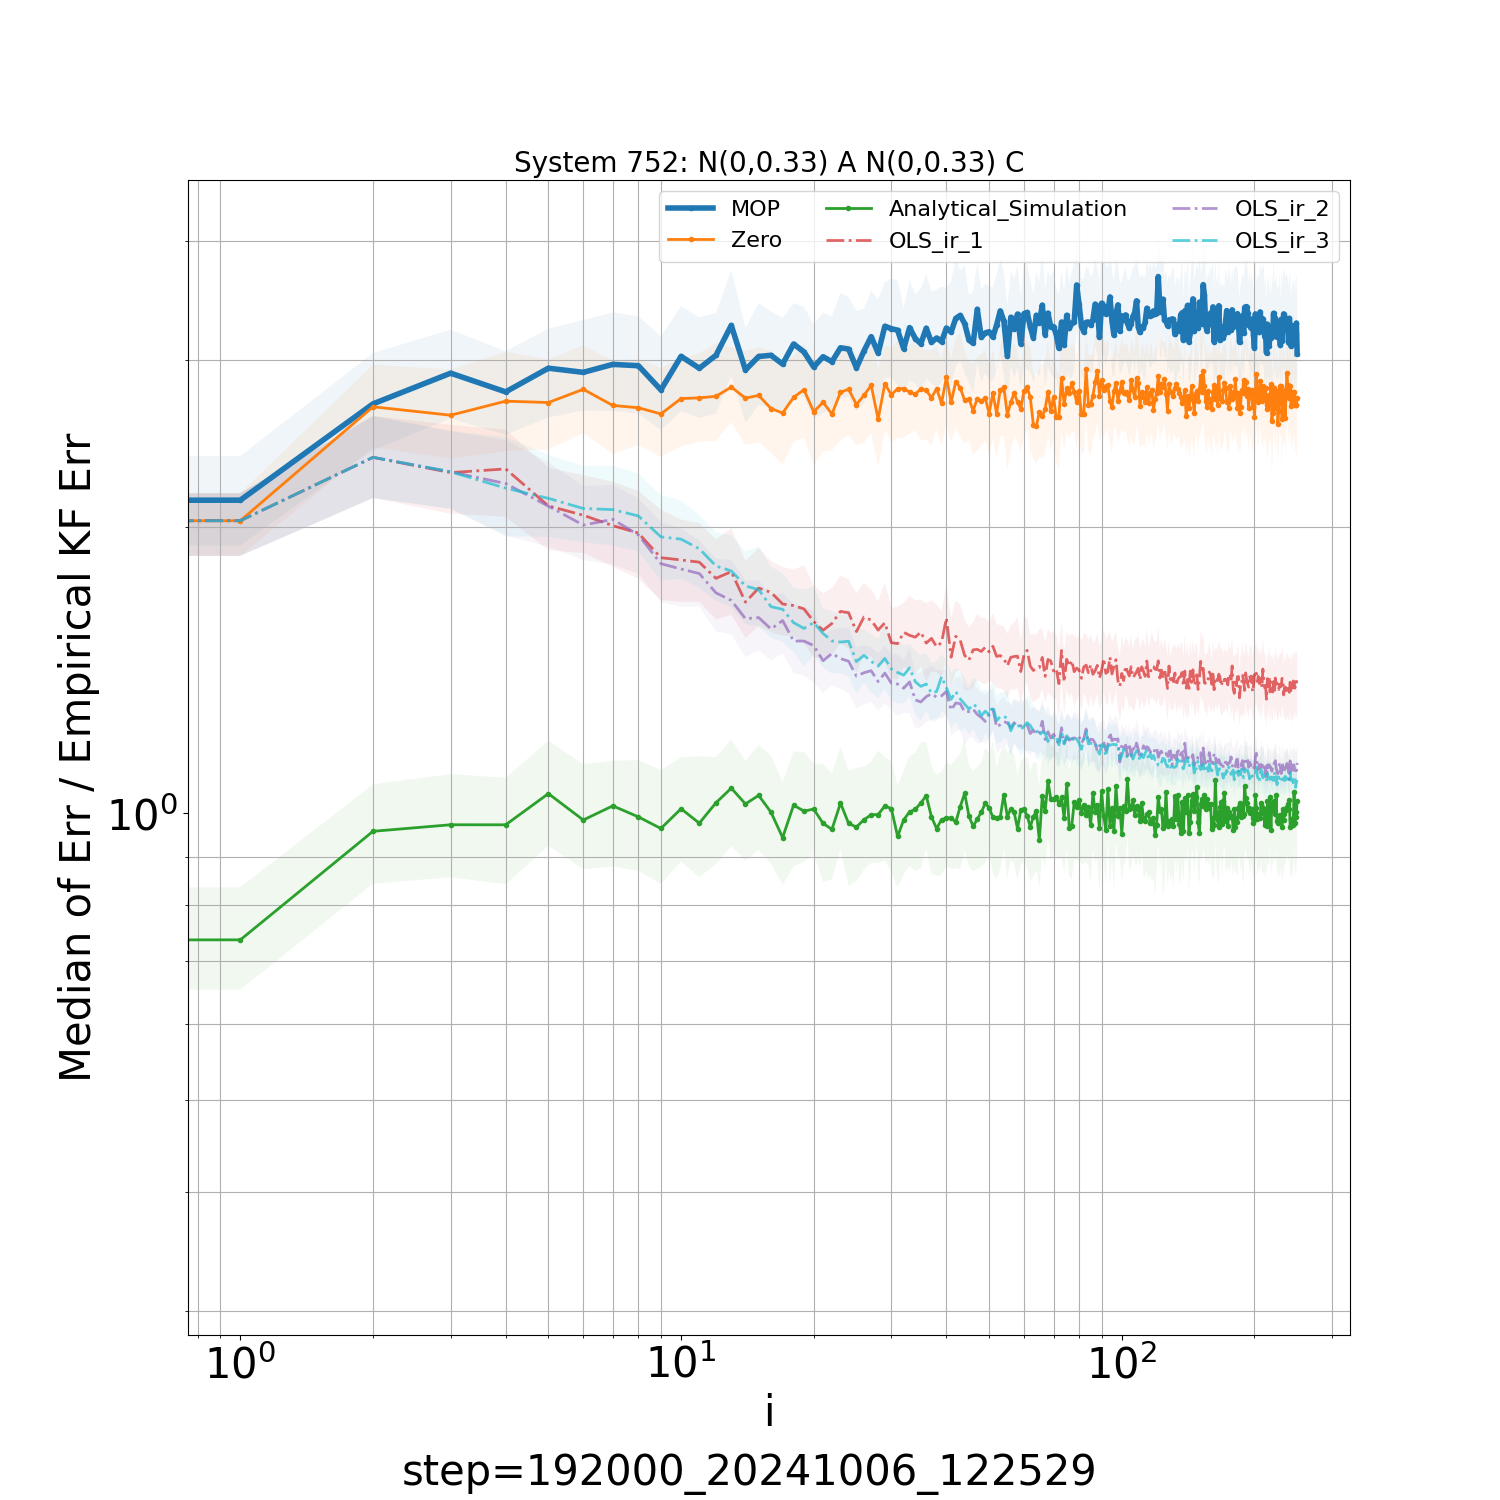 System 752: N(0,0.33) A N(0,0.33) C
MOP
Zero
Analytical_Simulation
OLS_ir_1
OLS_ir_2
OLS_ir_3
Median of Err / Empirical KF Err
10⁰
10⁰ 10¹ 10²
i
step=192000_20241006_122529